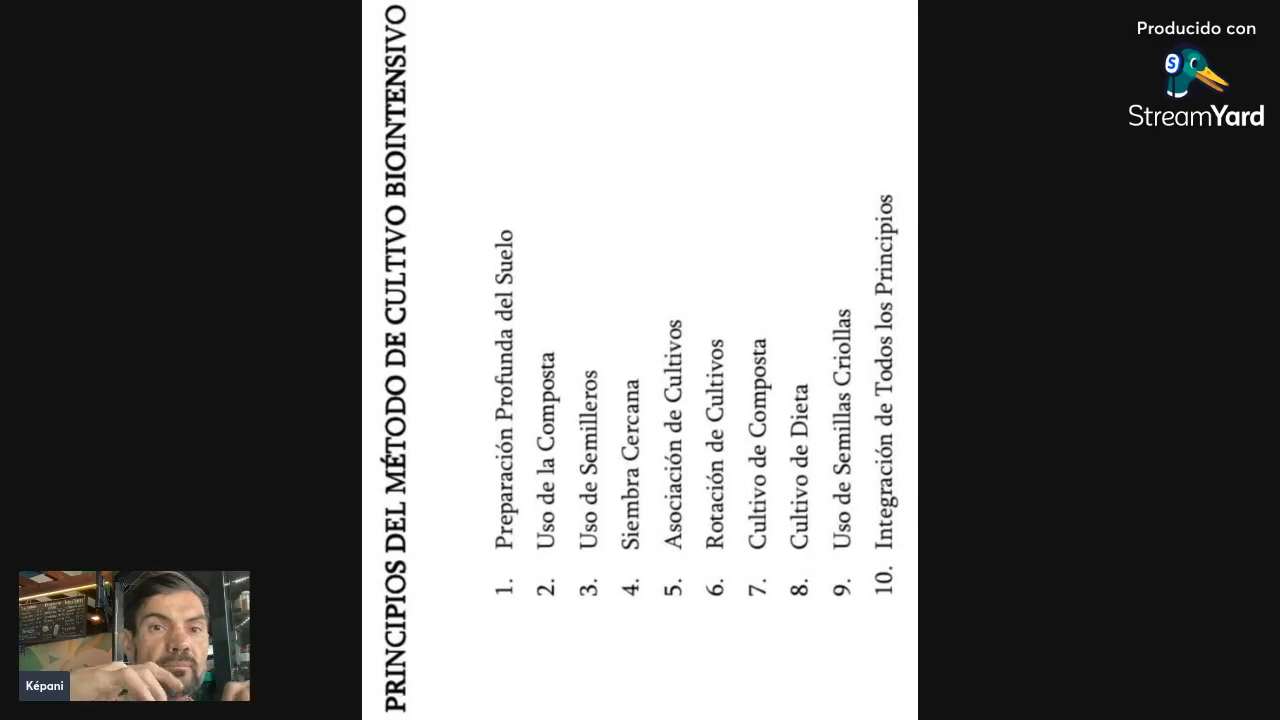 PRINCIPIOS DEL MÉTODO DE CULTIVO BIOINTENSIVO
1. Preparación Profunda del Suelo
2. Uso de la Composta
3. Uso de Semilleros
4. Siembra Cercana
5. Asociación de Cultivos
6. Rotación de Cultivos
7. Cultivo de Composta
8. Cultivo de Dieta
9. Uso de Semillas Criollas
10. Integración de Todos los Principios
Producido con
StreamYard
Képani